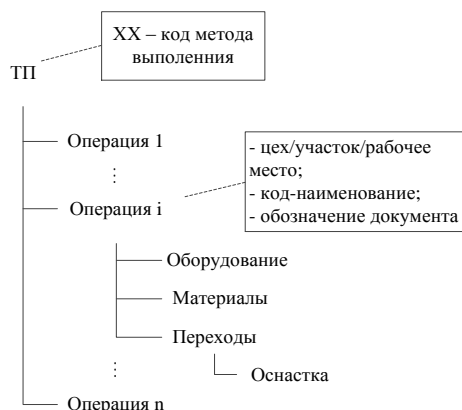 XX – код метода
выполенния
ТП
Операция 1
- цех/участок/рабочее
место;
- код-наименование;
- обозначение документа
Операция i
Оборудование
Материалы
Переходы
Оснастка
Операция n